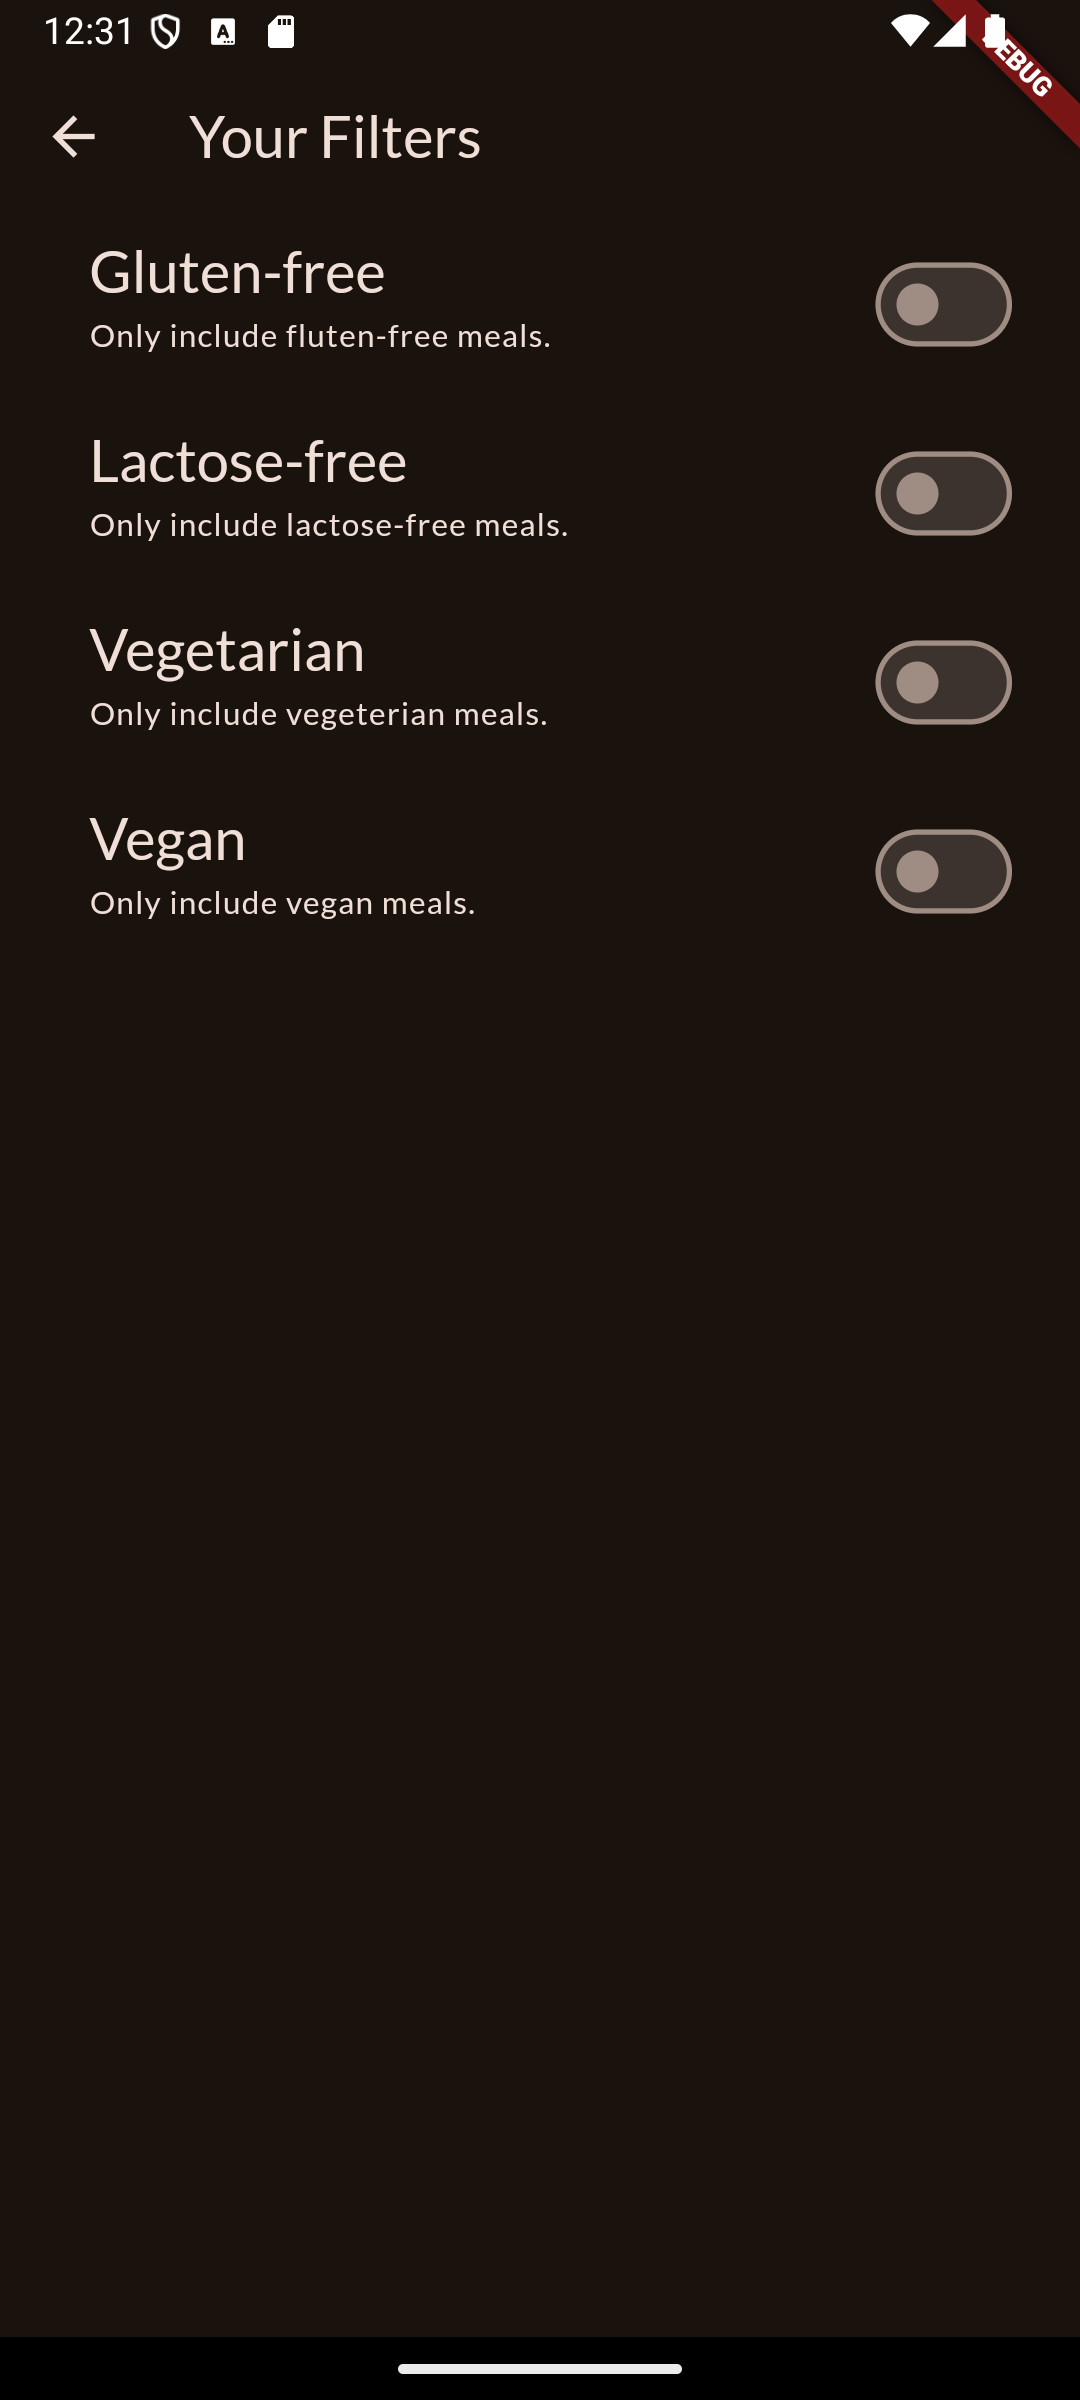 12:31
DEBUG
Your Filters
Gluten-free
Only include fluten-free meals.
Lactose-free
Only include lactose-free meals.
Vegetarian
Only include vegeterian meals.
Vegan
Only include vegan meals.